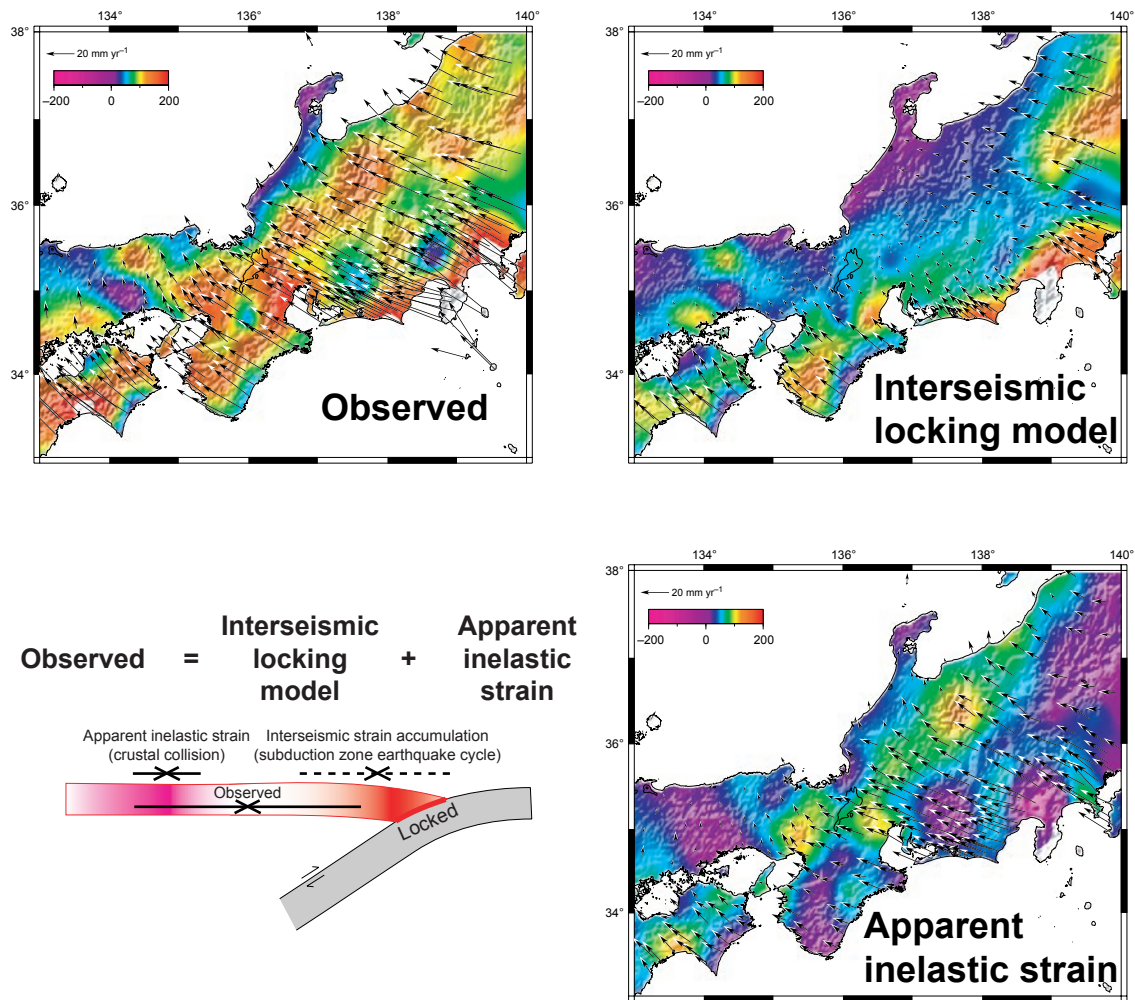 134° 136° 138° 140°
38°
20 mm yr–1
–200 0 200
36°
34°
Observed
134° 136° 138° 140°
38°
20 mm yr–1
–200 0 200
36°
34°
Interseismic
locking model
Observed = Interseismic locking model + Apparent inelastic strain
Apparent inelastic strain
(crustal collision)
Interseismic strain accumulation
(subduction zone earthquake cycle)
Observed
Locked
134° 136° 138° 140°
38°
20 mm yr–1
–200 0 200
36°
34°
Apparent
inelastic strain